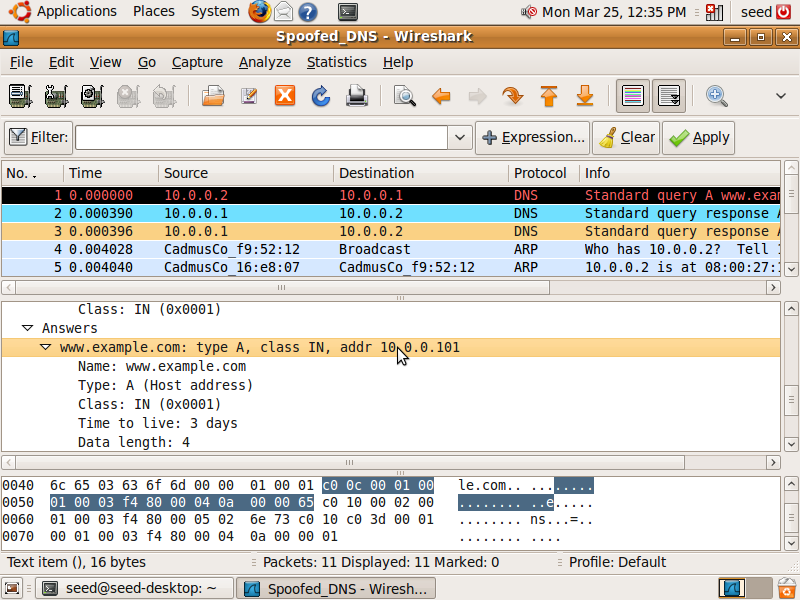 Applications Places System Mon Mar 25, 12:35 PM seed
Spoofed_DNS - Wireshark
File Edit View Go Capture Analyze Statistics Help
Filter: Expression... Clear Apply
No. . Time Source Destination Protocol Info
1 0.000000 10.0.0.2 10.0.0.1 DNS Standard query A www.exam
2 0.000390 10.0.0.1 10.0.0.2 DNS Standard query response A
3 0.000396 10.0.0.1 10.0.0.2 DNS Standard query response A
4 0.004028 CadmusCo_f9:52:12 Broadcast ARP Who has 10.0.0.2? Tell 1
5 0.004040 CadmusCo_16:e8:07 CadmusCo_f9:52:12 ARP 10.0.0.2 is at 08:00:27:1
Class: IN (0x0001)
Answers
www.example.com: type A, class IN, addr 10.0.0.101
Name: www.example.com
Type: A (Host address)
Class: IN (0x0001)
Time to live: 3 days
Data length: 4
0040 6c 65 03 63 6f 6d 00 00 01 00 01 c0 0c 00 01 00 le.com.. ........
0050 01 00 03 f4 80 00 04 0a 00 00 65 c0 10 00 02 00 ........ ..e.....
0060 01 00 03 f4 80 00 05 02 6e 73 c0 10 c0 3d 00 01 ........ ns...=..
0070 00 01 00 03 f4 80 00 04 0a 00 00 01 ........ ....
Text item (), 16 bytes Packets: 11 Displayed: 11 Marked: 0 Profile: Default
seed@seed-desktop: ~ Spoofed_DNS - Wiresh...